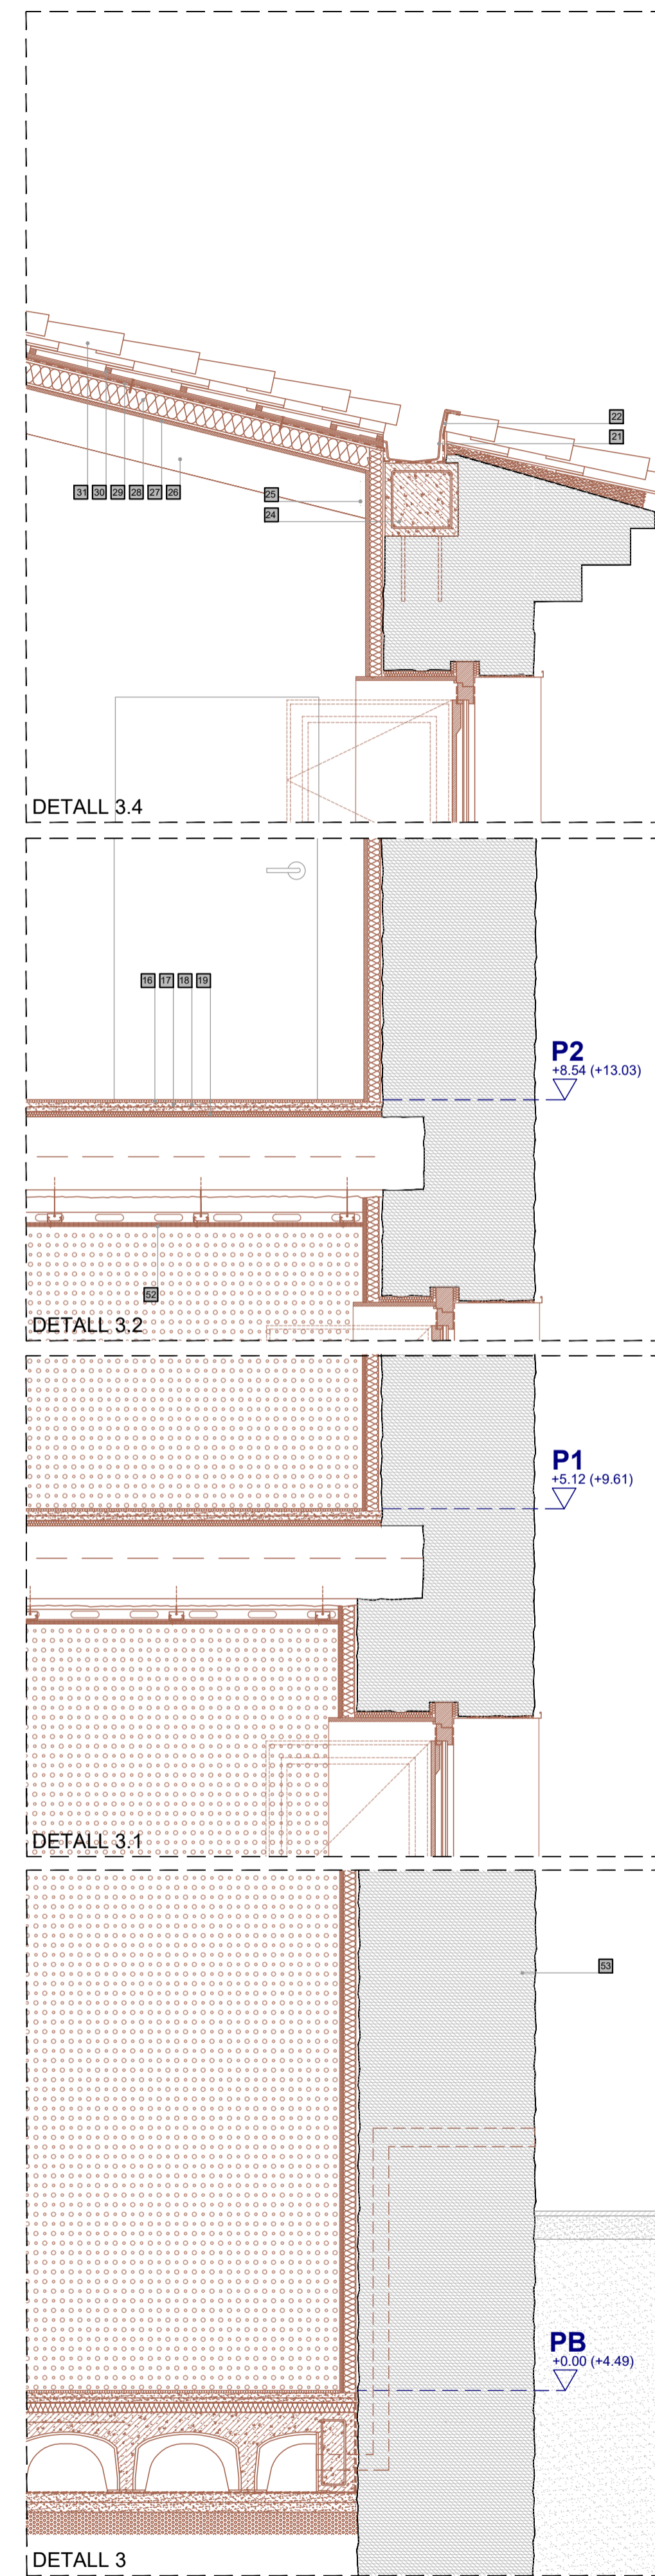 22
21
31 30 29 28 27 26
25
24
DETALL 3.4
16 17 18 19
P2
+8.54 (+13.03)
52
DETALL 3.2
P1
+5.12 (+9.61)
DETALL 3.1
53
PB
+0.00 (+4.49)
DETALL 3